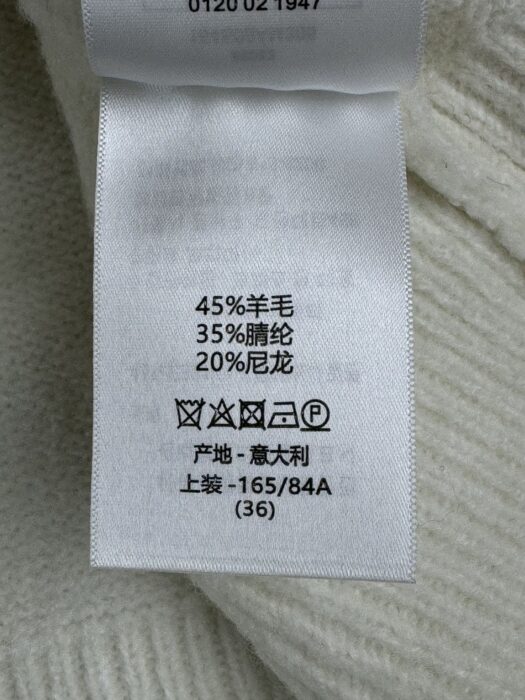 0120 02 1947
45%羊毛
35%腈纶
20%尼龙
产地 - 意大利
上装 -165/84A
(36)